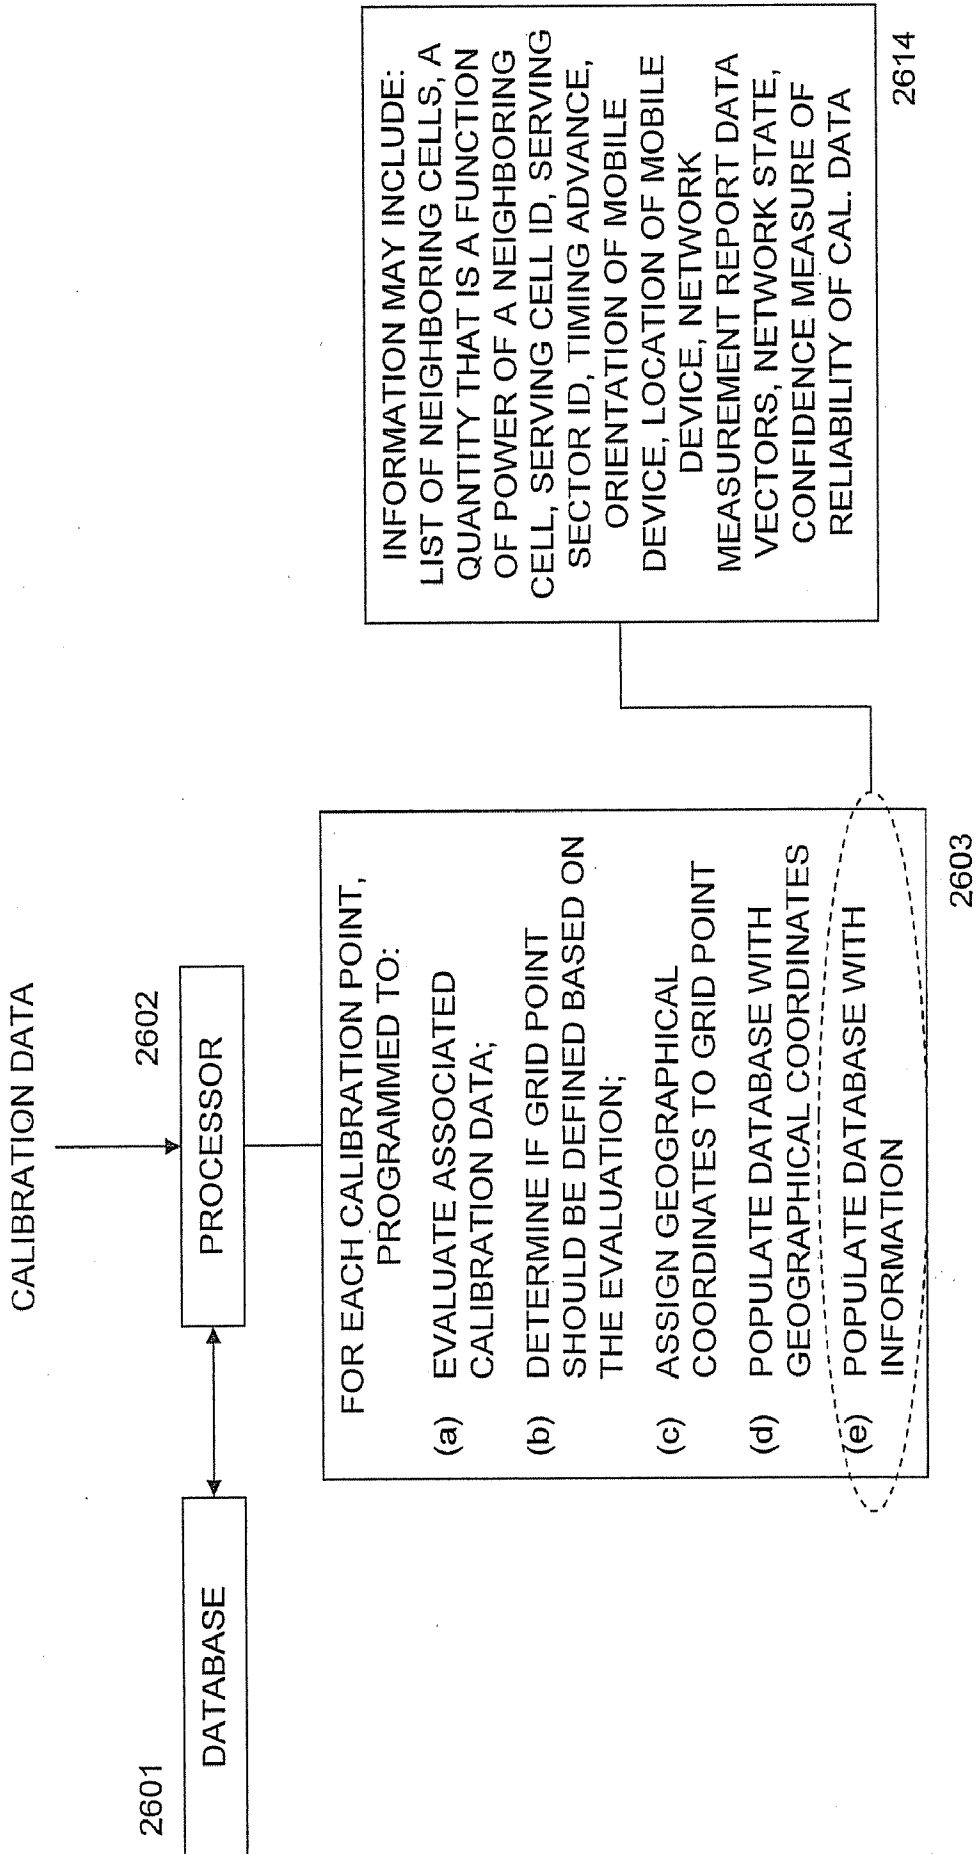 CALIBRATION DATA
2601
DATABASE
2602
PROCESSOR
FOR EACH CALIBRATION POINT,
PROGRAMMED TO:
(a) EVALUATE ASSOCIATED
CALIBRATION DATA;
(b) DETERMINE IF GRID POINT
SHOULD BE DEFINED BASED ON
THE EVALUATION;
(c) ASSIGN GEOGRAPHICAL
COORDINATES TO GRID POINT
(d) POPULATE DATABASE WITH
GEOGRAPHICAL COORDINATES
(e) POPULATE DATABASE WITH
INFORMATION
2603
INFORMATION MAY INCLUDE:
LIST OF NEIGHBORING CELLS, A
QUANTITY THAT IS A FUNCTION
OF POWER OF A NEIGHBORING
CELL, SERVING CELL ID, SERVING
SECTOR ID, TIMING ADVANCE,
ORIENTATION OF MOBILE
DEVICE, LOCATION OF MOBILE
DEVICE, NETWORK
MEASUREMENT REPORT DATA
VECTORS, NETWORK STATE,
CONFIDENCE MEASURE OF
RELIABILITY OF CAL. DATA
2614